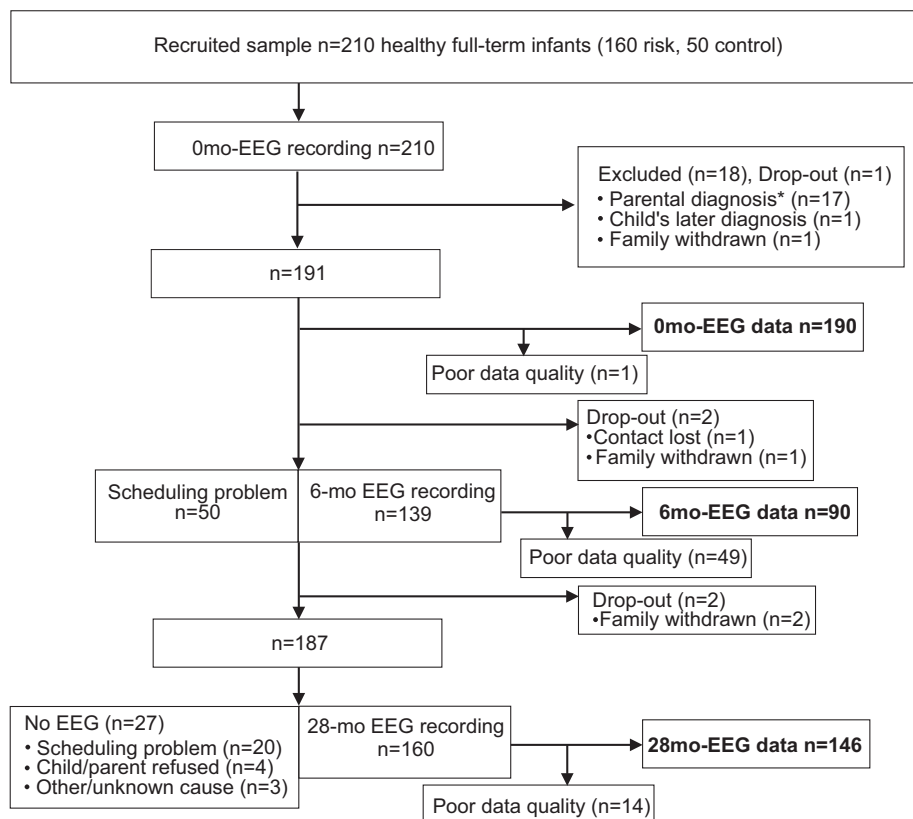 Recruited sample n=210 healthy full-term infants (160 risk, 50 control)
0mo-EEG recording n=210
Excluded (n=18), Drop-out (n=1)
• Parental diagnosis* (n=17)
• Child's later diagnosis (n=1)
• Family withdrawn (n=1)
n=191
0mo-EEG data n=190
Poor data quality (n=1)
Drop-out (n=2)
•Contact lost (n=1)
•Family withdrawn (n=1)
Scheduling problem
n=50
6-mo EEG recording
n=139
6mo-EEG data n=90
Poor data quality (n=49)
Drop-out (n=2)
•Family withdrawn (n=2)
n=187
No EEG (n=27)
• Scheduling problem (n=20)
• Child/parent refused (n=4)
• Other/unknown cause (n=3)
28-mo EEG recording
n=160
28mo-EEG data n=146
Poor data quality (n=14)